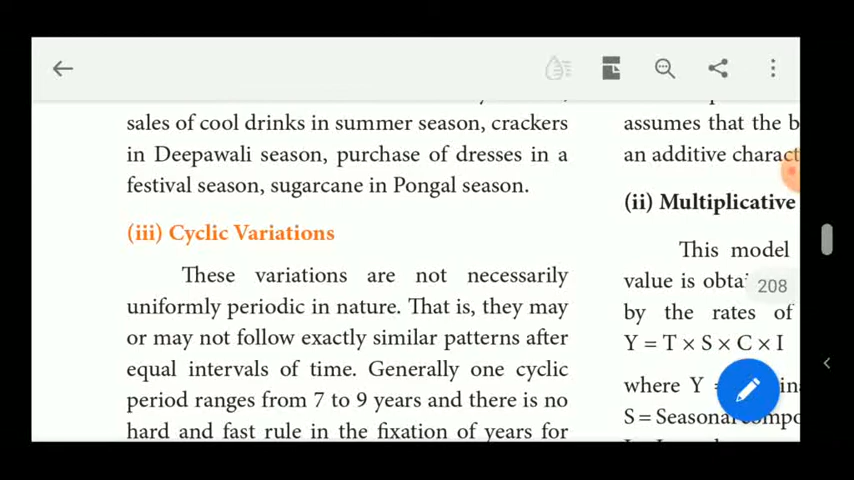 sales of cool drinks in summer season, crackers
in Deepawali season, purchase of dresses in a
festival season, sugarcane in Pongal season.
(iii) Cyclic Variations
These variations are not necessarily
uniformly periodic in nature. That is, they may
or may not follow exactly similar patterns after
equal intervals of time. Generally one cyclic
period ranges from 7 to 9 years and there is no
hard and fast rule in the fixation of years for
assumes that the b
an additive charact
(ii) Multiplicative
This model
value is obta
208
by the rates of
Y = T × S × C × I
where Y =
S = Seasonal compo